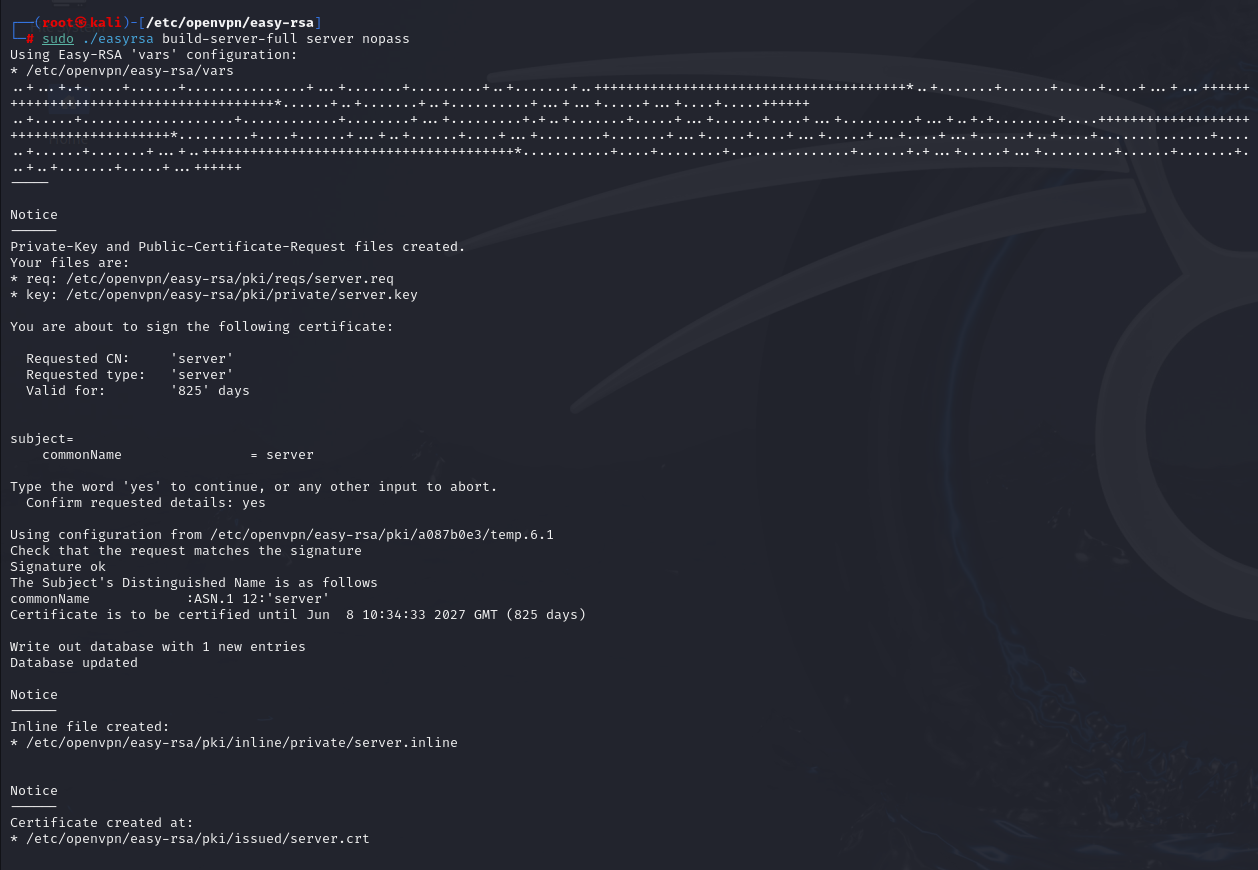 ┌──(root㉿kali)-[/etc/openvpn/easy-rsa]
└─# sudo ./easyrsa build-server-full server nopass
Using Easy-RSA 'vars' configuration:
* /etc/openvpn/easy-rsa/vars
..+...+.+.....+......+...............+...+.......+.........+..+.......+..+++++++++++++++++++++++++++++++++++++++*..+.......+......+.....+....+...+...++++++
+++++++++++++++++++++++++++++++++*......+..+.......+..+..........+...+...+.....+...+....+.....++++++
..+.....+....................+............+........+...+.........+.+..+.......+.....+......+....+...+.........+...+..+.+........+....+++++++++++++++++++
++++++++++++++++++++*.........+....+......+...+..+......+....+...+........+.......+...+.....+....+...+.....+...+....+...+......+..+....+..............+....
..+......+.......+...+..+++++++++++++++++++++++++++++++++++++++*...........+....+........+...............+......+.+...+.....+...+.........+......+.......+.
..+..+.......+.....+...++++++
-----
Notice
------
Private-Key and Public-Certificate-Request files created.
Your files are:
* req: /etc/openvpn/easy-rsa/pki/reqs/server.req
* key: /etc/openvpn/easy-rsa/pki/private/server.key
You are about to sign the following certificate:
Requested CN:     'server'
Requested type:   'server'
Valid for:        '825' days
subject=
commonName                = server
Type the word 'yes' to continue, or any other input to abort.
Confirm requested details: yes
Using configuration from /etc/openvpn/easy-rsa/pki/a087b0e3/temp.6.1
Check that the request matches the signature
Signature ok
The Subject's Distinguished Name is as follows
commonName            :ASN.1 12:'server'
Certificate is to be certified until Jun  8 10:34:33 2027 GMT (825 days)
Write out database with 1 new entries
Database updated
Notice
------
Inline file created:
* /etc/openvpn/easy-rsa/pki/inline/private/server.inline
Notice
------
Certificate created at:
* /etc/openvpn/easy-rsa/pki/issued/server.crt